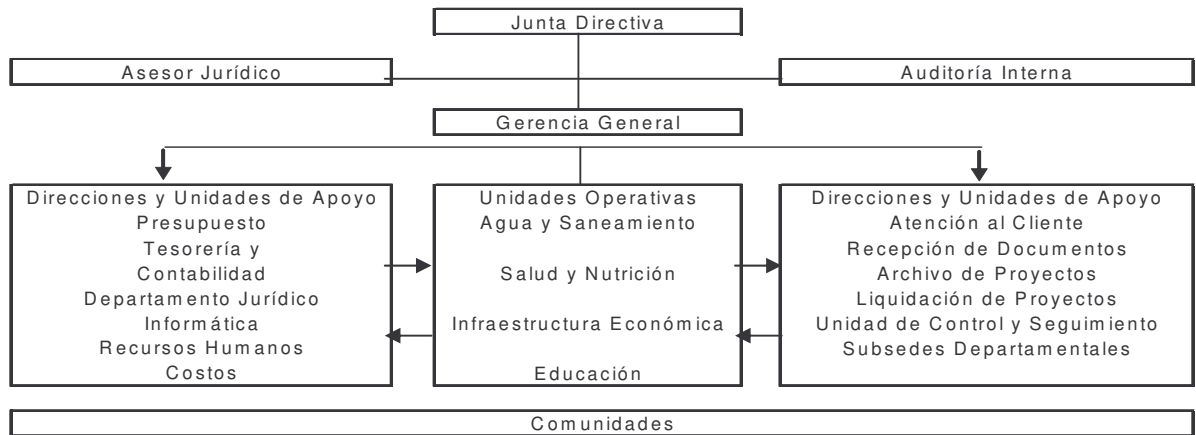 Junta Directiva
Asesor Jurídico
Auditoría Interna
Gerencia General
Direcciones y Unidades de Apoyo
Presupuesto
Tesorería y
Contabilidad
Departamento Jurídico
Informática
Recursos Humanos
Costos
Unidades Operativas
Agua y Saneamiento
Salud y Nutrición
Infraestructura Económica
Educación
Direcciones y Unidades de Apoyo
Atención al Cliente
Recepción de Documentos
Archivo de Proyectos
Liquidación de Proyectos
Unidad de Control y Seguimiento
Subsedes Departamentales
Comunidades